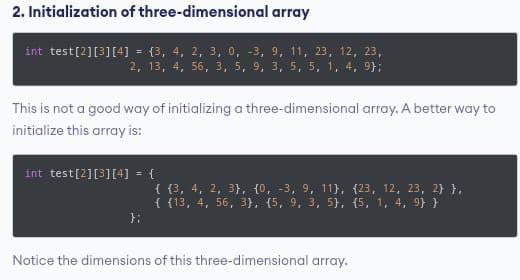 2. Initialization of three-dimensional array
int test[2][3][4] = {3, 4, 2, 3, 0, -3, 9, 11, 23, 12, 23,
2, 13, 4, 56, 3, 5, 9, 3, 5, 5, 1, 4, 9};
This is not a good way of initializing a three-dimensional array. A better way to
initialize this array is:
int test[2][3][4] = {
{ {3, 4, 2, 3}, {0, -3, 9, 11}, {23, 12, 23, 2} },
{ {13, 4, 56, 3}, {5, 9, 3, 5}, {5, 1, 4, 9} }
};
Notice the dimensions of this three-dimensional array.